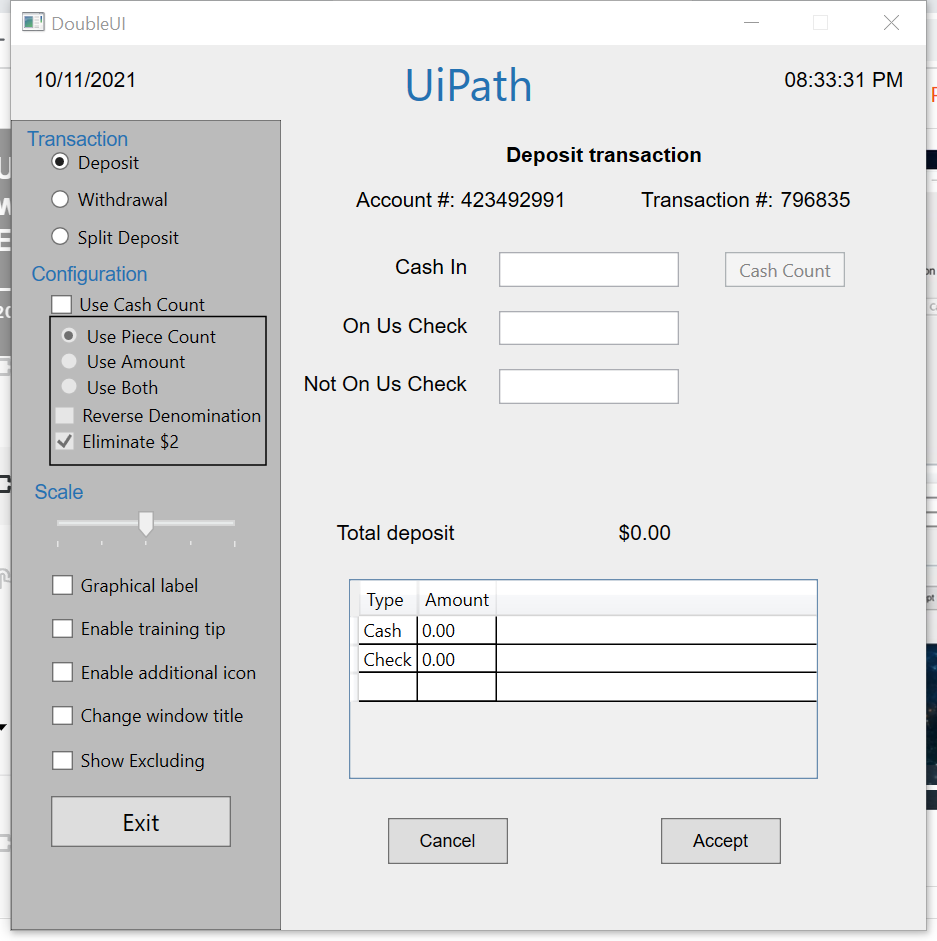 DoubleUI
10/11/2021
UiPath
08:33:31 PM
Transaction
Deposit
Withdrawal
Split Deposit
Configuration
Use Cash Count
Use Piece Count
Use Amount
Use Both
Reverse Denomination
Eliminate $2
Scale
Graphical label
Enable training tip
Enable additional icon
Change window title
Show Excluding
Exit
Deposit transaction
Account #: 423492991 Transaction #: 796835
Cash In
Cash Count
On Us Check
Not On Us Check
Total deposit $0.00
Type Amount
Cash 0.00
Check 0.00
Cancel Accept